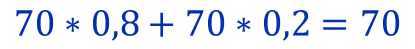 70 ∗ 0,8 + 70 ∗ 0,2 = 70